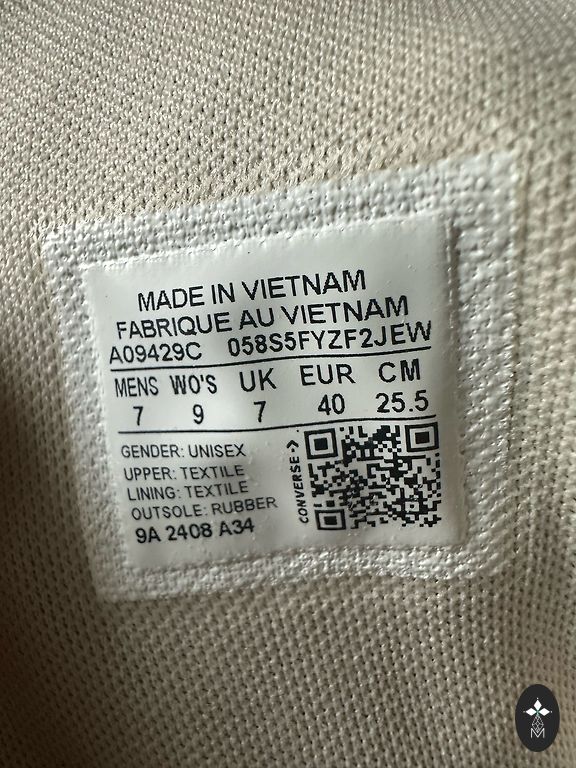 MADE IN VIETNAM
FABRIQUE AU VIETNAM
A09429C 058S5FYZF2JEW
MENS WO'S UK EUR CM
7 9 7 40 25.5
GENDER: UNISEX
UPPER: TEXTILE
LINING: TEXTILE
OUTSOLE: RUBBER
9A 2408 A34
CONVERSE->
M